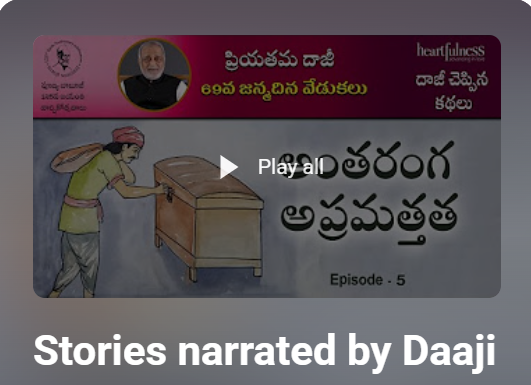 ప్రియతమ దాజీ
69వ జన్మదిన వేడుకలు
heartfulness
దాజీ చెప్పిన
కథలు
Play all
అంతరంగ
అప్రమత్తత
Episode - 5
Stories narrated by Daaji